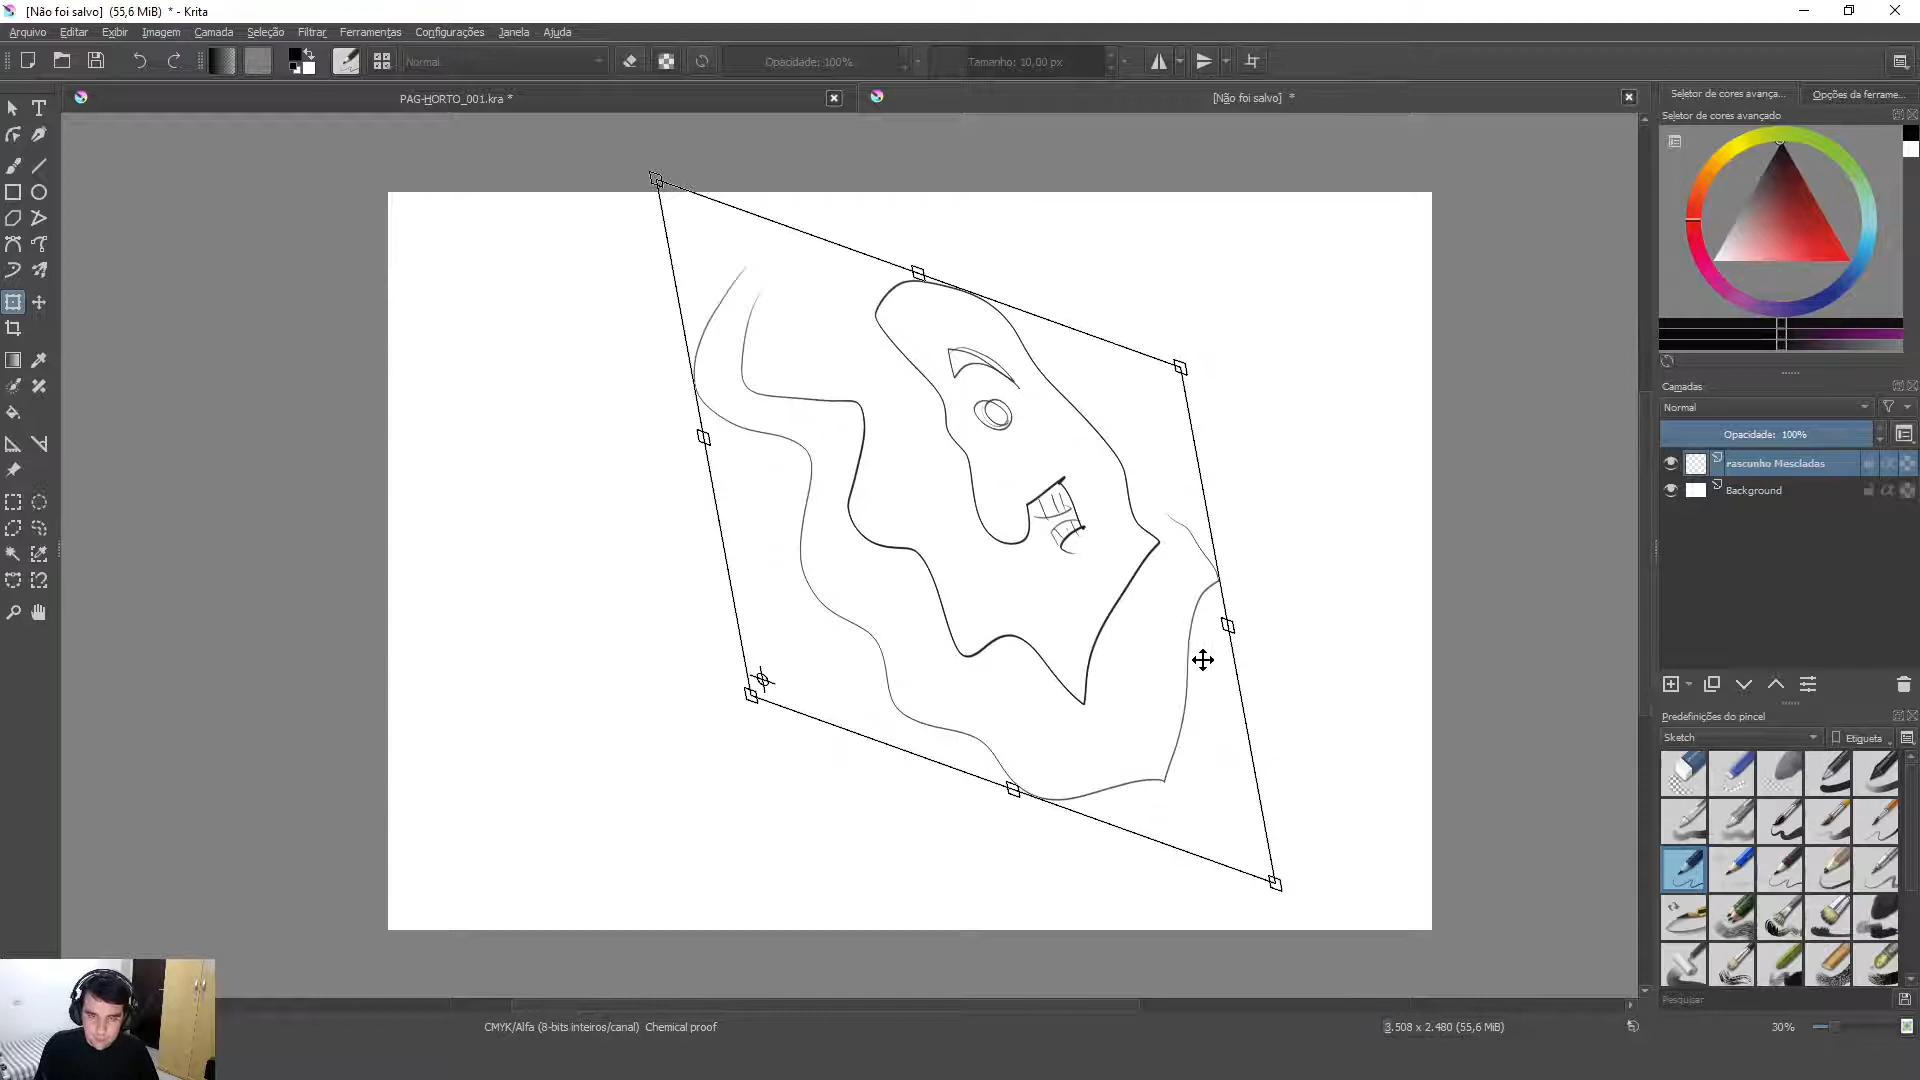 [Não foi salvo]  (55,6 MiB)  * - Krita
Arquivo Editar Exibir Imagem Camada Seleção Filtrar Ferramentas Configurações Janela Ajuda
Normal
Opacidade: 100%
Tamanho: 10,00 px
PAG-HORTO_001.kra *
[Não foi salvo]  *
Seletor de cores avança...
Opções da ferrame...
Seletor de cores avançado
Camadas
Normal
Opacidade:  100%
rascunho Mescladas
Background
Predefinições do pincel
Sketch
Etiqueta
Pesquisar
CMYK/Alfa (8-bits inteiros/canal)  Chemical proof
3.508 x 2.480 (55,6 MiB)
30%